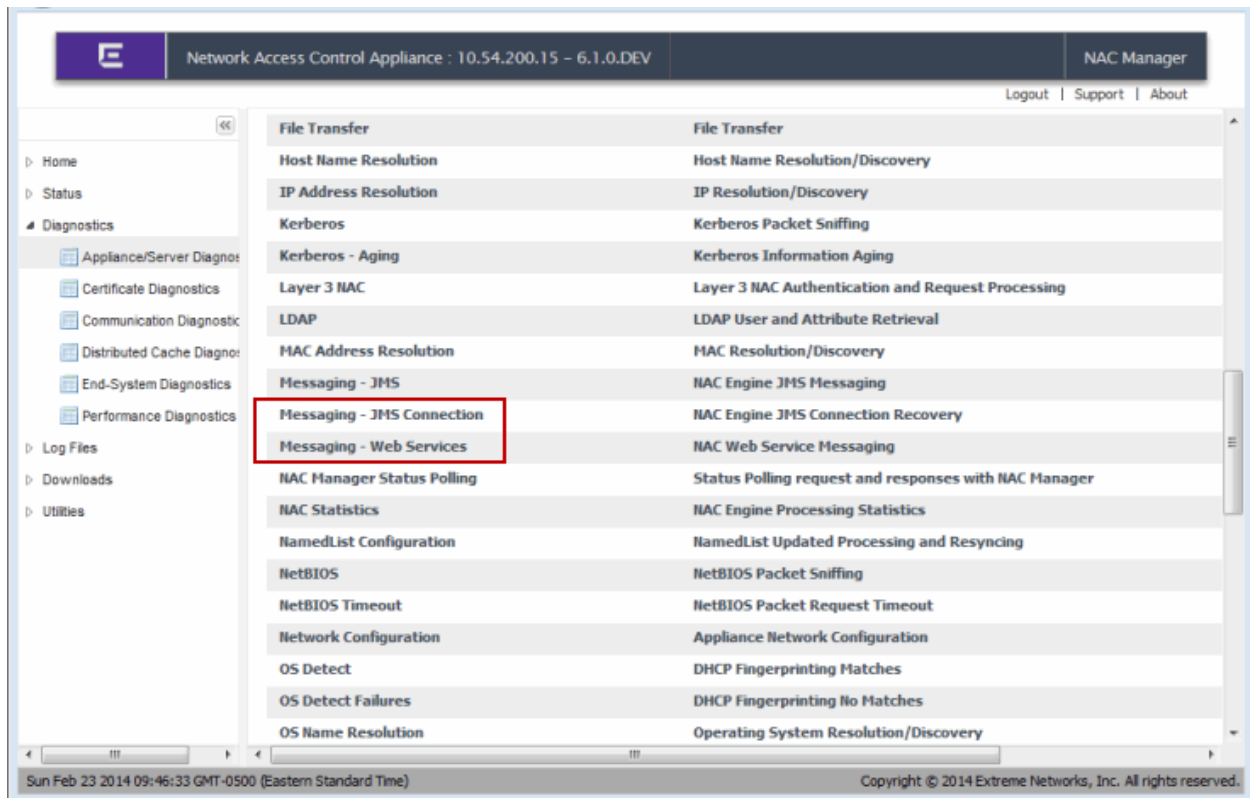 E
Network Access Control Appliance : 10.54.200.15 – 6.1.0.DEV
NAC Manager
Logout | Support | About
Home
Status
Diagnostics
Appliance/Server Diagnos
Certificate Diagnostics
Communication Diagnostic
Distributed Cache Diagnos
End-System Diagnostics
Performance Diagnostics
Log Files
Downloads
Utilities
File Transfer File Transfer
Host Name Resolution Host Name Resolution/Discovery
IP Address Resolution IP Resolution/Discovery
Kerberos Kerberos Packet Sniffing
Kerberos - Aging Kerberos Information Aging
Layer 3 NAC Layer 3 NAC Authentication and Request Processing
LDAP LDAP User and Attribute Retrieval
MAC Address Resolution MAC Resolution/Discovery
Messaging - JMS NAC Engine JMS Messaging
Messaging - JMS Connection NAC Engine JMS Connection Recovery
Messaging - Web Services NAC Web Service Messaging
NAC Manager Status Polling Status Polling request and responses with NAC Manager
NAC Statistics NAC Engine Processing Statistics
NamedList Configuration NamedList Updated Processing and Resyncing
NetBIOS NetBIOS Packet Sniffing
NetBIOS Timeout NetBIOS Packet Request Timeout
Network Configuration Appliance Network Configuration
OS Detect DHCP Fingerprinting Matches
OS Detect Failures DHCP Fingerprinting No Matches
OS Name Resolution Operating System Resolution/Discovery
Sun Feb 23 2014 09:46:33 GMT-0500 (Eastern Standard Time)
Copyright © 2014 Extreme Networks, Inc. All rights reserved.